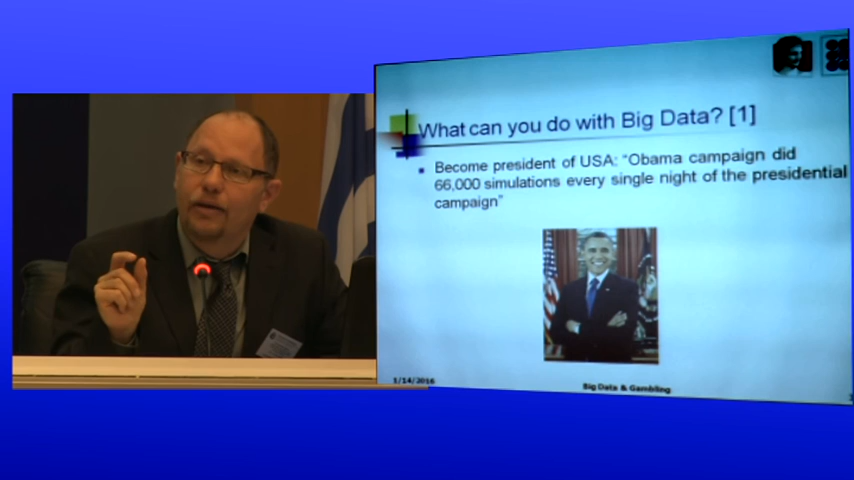 What can you do with Big Data? [1]
Become president of USA: “Obama campaign did
66,000 simulations every single night of the presidential
campaign”
1/14/2016
Big Data & Gambling